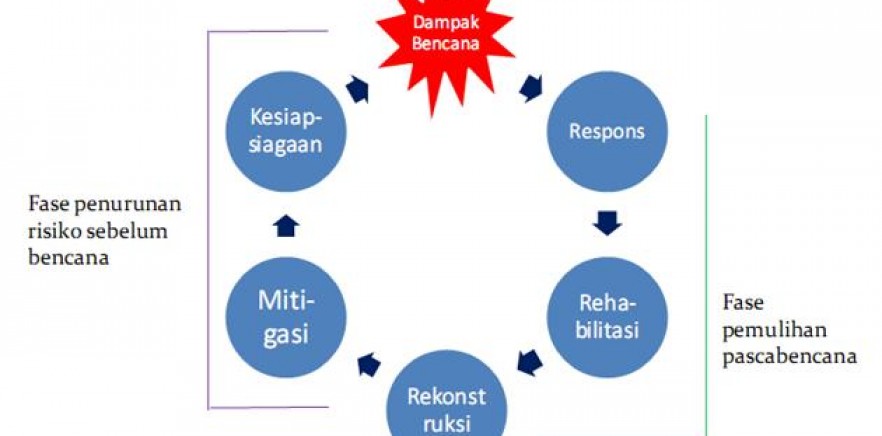 Dampak
Bencana
Kesiap-
siagaan
Respons
Fase penurunan
risiko sebelum
bencana
Miti-
gasi
Reha-
bilitasi
Fase
pemulihan
pascabencana
Rekonst
ruksi